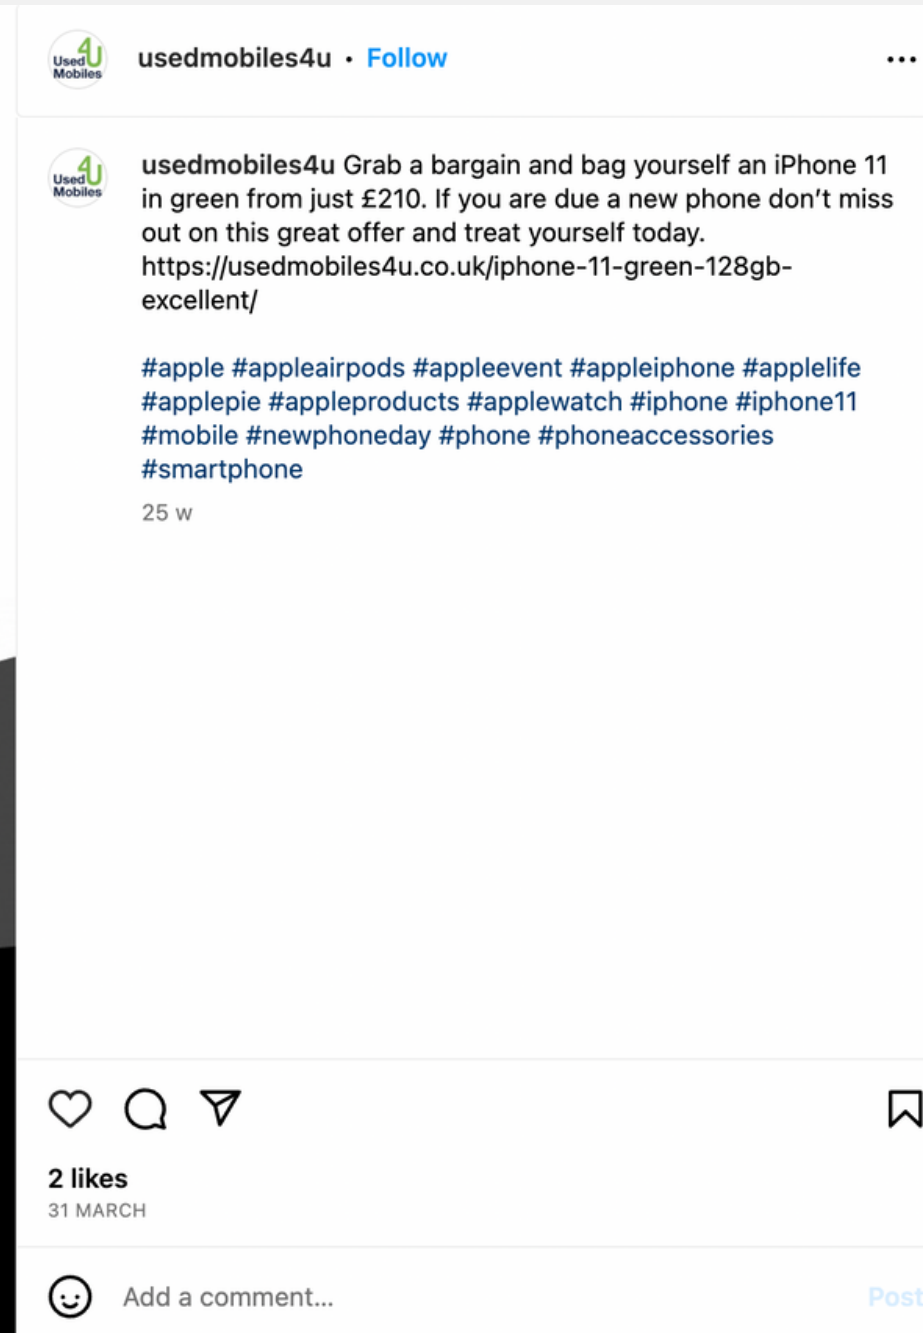 4U
Used
Mobiles
usedmobiles4u • Follow
4U
Used
Mobiles
usedmobiles4u Grab a bargain and bag yourself an iPhone 11
in green from just £210. If you are due a new phone don’t miss
out on this great offer and treat yourself today.
https://usedmobiles4u.co.uk/iphone-11-green-128gb-
excellent/
#apple #appleairpods #appleevent #appleiphone #applelife
#applepie #appleproducts #applewatch #iphone #iphone11
#mobile #newphoneday #phone #phoneaccessories
#smartphone
25 w
2 likes
31 MARCH
Add a comment...
Post